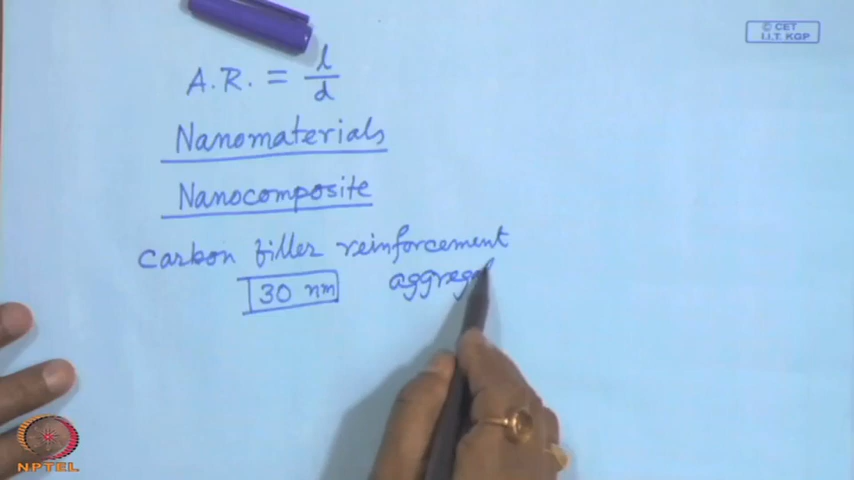 © CET
I.I.T. KGP
A.R. = l/d
Nanomaterials
Nanocomposite
carbon filler reinforcement
30 nm
NPTEL